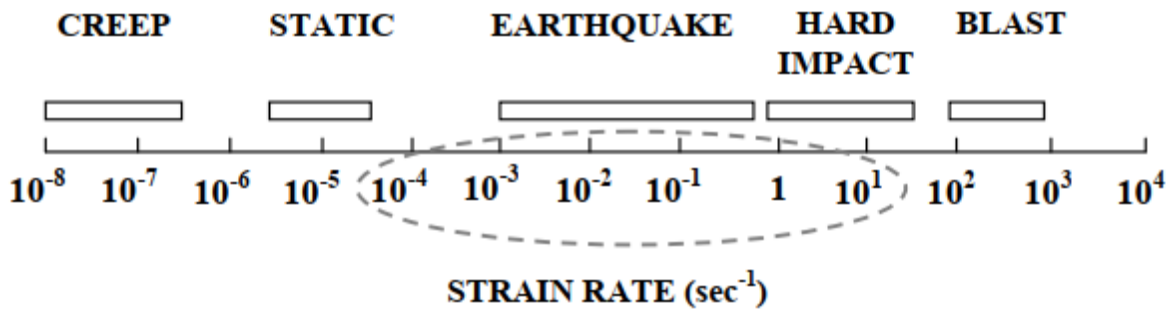 CREEP STATIC EARTHQUAKE HARD IMPACT BLAST
10⁻⁸ 10⁻⁷ 10⁻⁶ 10⁻⁵ 10⁻⁴ 10⁻³ 10⁻² 10⁻¹ 1 10¹ 10² 10³ 10⁴
STRAIN RATE (sec⁻¹)